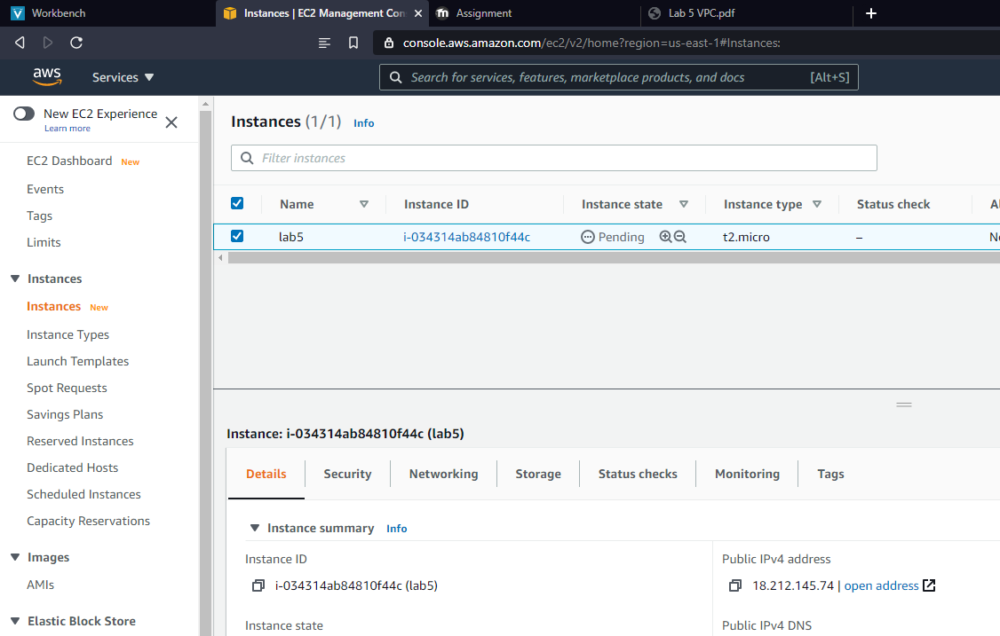 Workbench
Instances | EC2 Management Con
Assignment
Lab 5 VPC.pdf
console.aws.amazon.com/ec2/v2/home?region=us-east-1#Instances:
aws
Services
Search for services, features, marketplace products, and docs
[Alt+S]
New EC2 Experience
Learn more
EC2 Dashboard New
Events
Tags
Limits
Instances
Instances New
Instance Types
Launch Templates
Spot Requests
Savings Plans
Reserved Instances
Dedicated Hosts
Scheduled Instances
Capacity Reservations
Images
AMIs
Elastic Block Store
Instances (1/1) Info
Filter instances
Name Instance ID Instance state Instance type Status check
lab5 i-034314ab84810f44c Pending t2.micro –
Instance: i-034314ab84810f44c (lab5)
Details Security Networking Storage Status checks Monitoring Tags
Instance summary Info
Instance ID
i-034314ab84810f44c (lab5)
Instance state
Public IPv4 address
18.212.145.74 | open address
Public IPv4 DNS